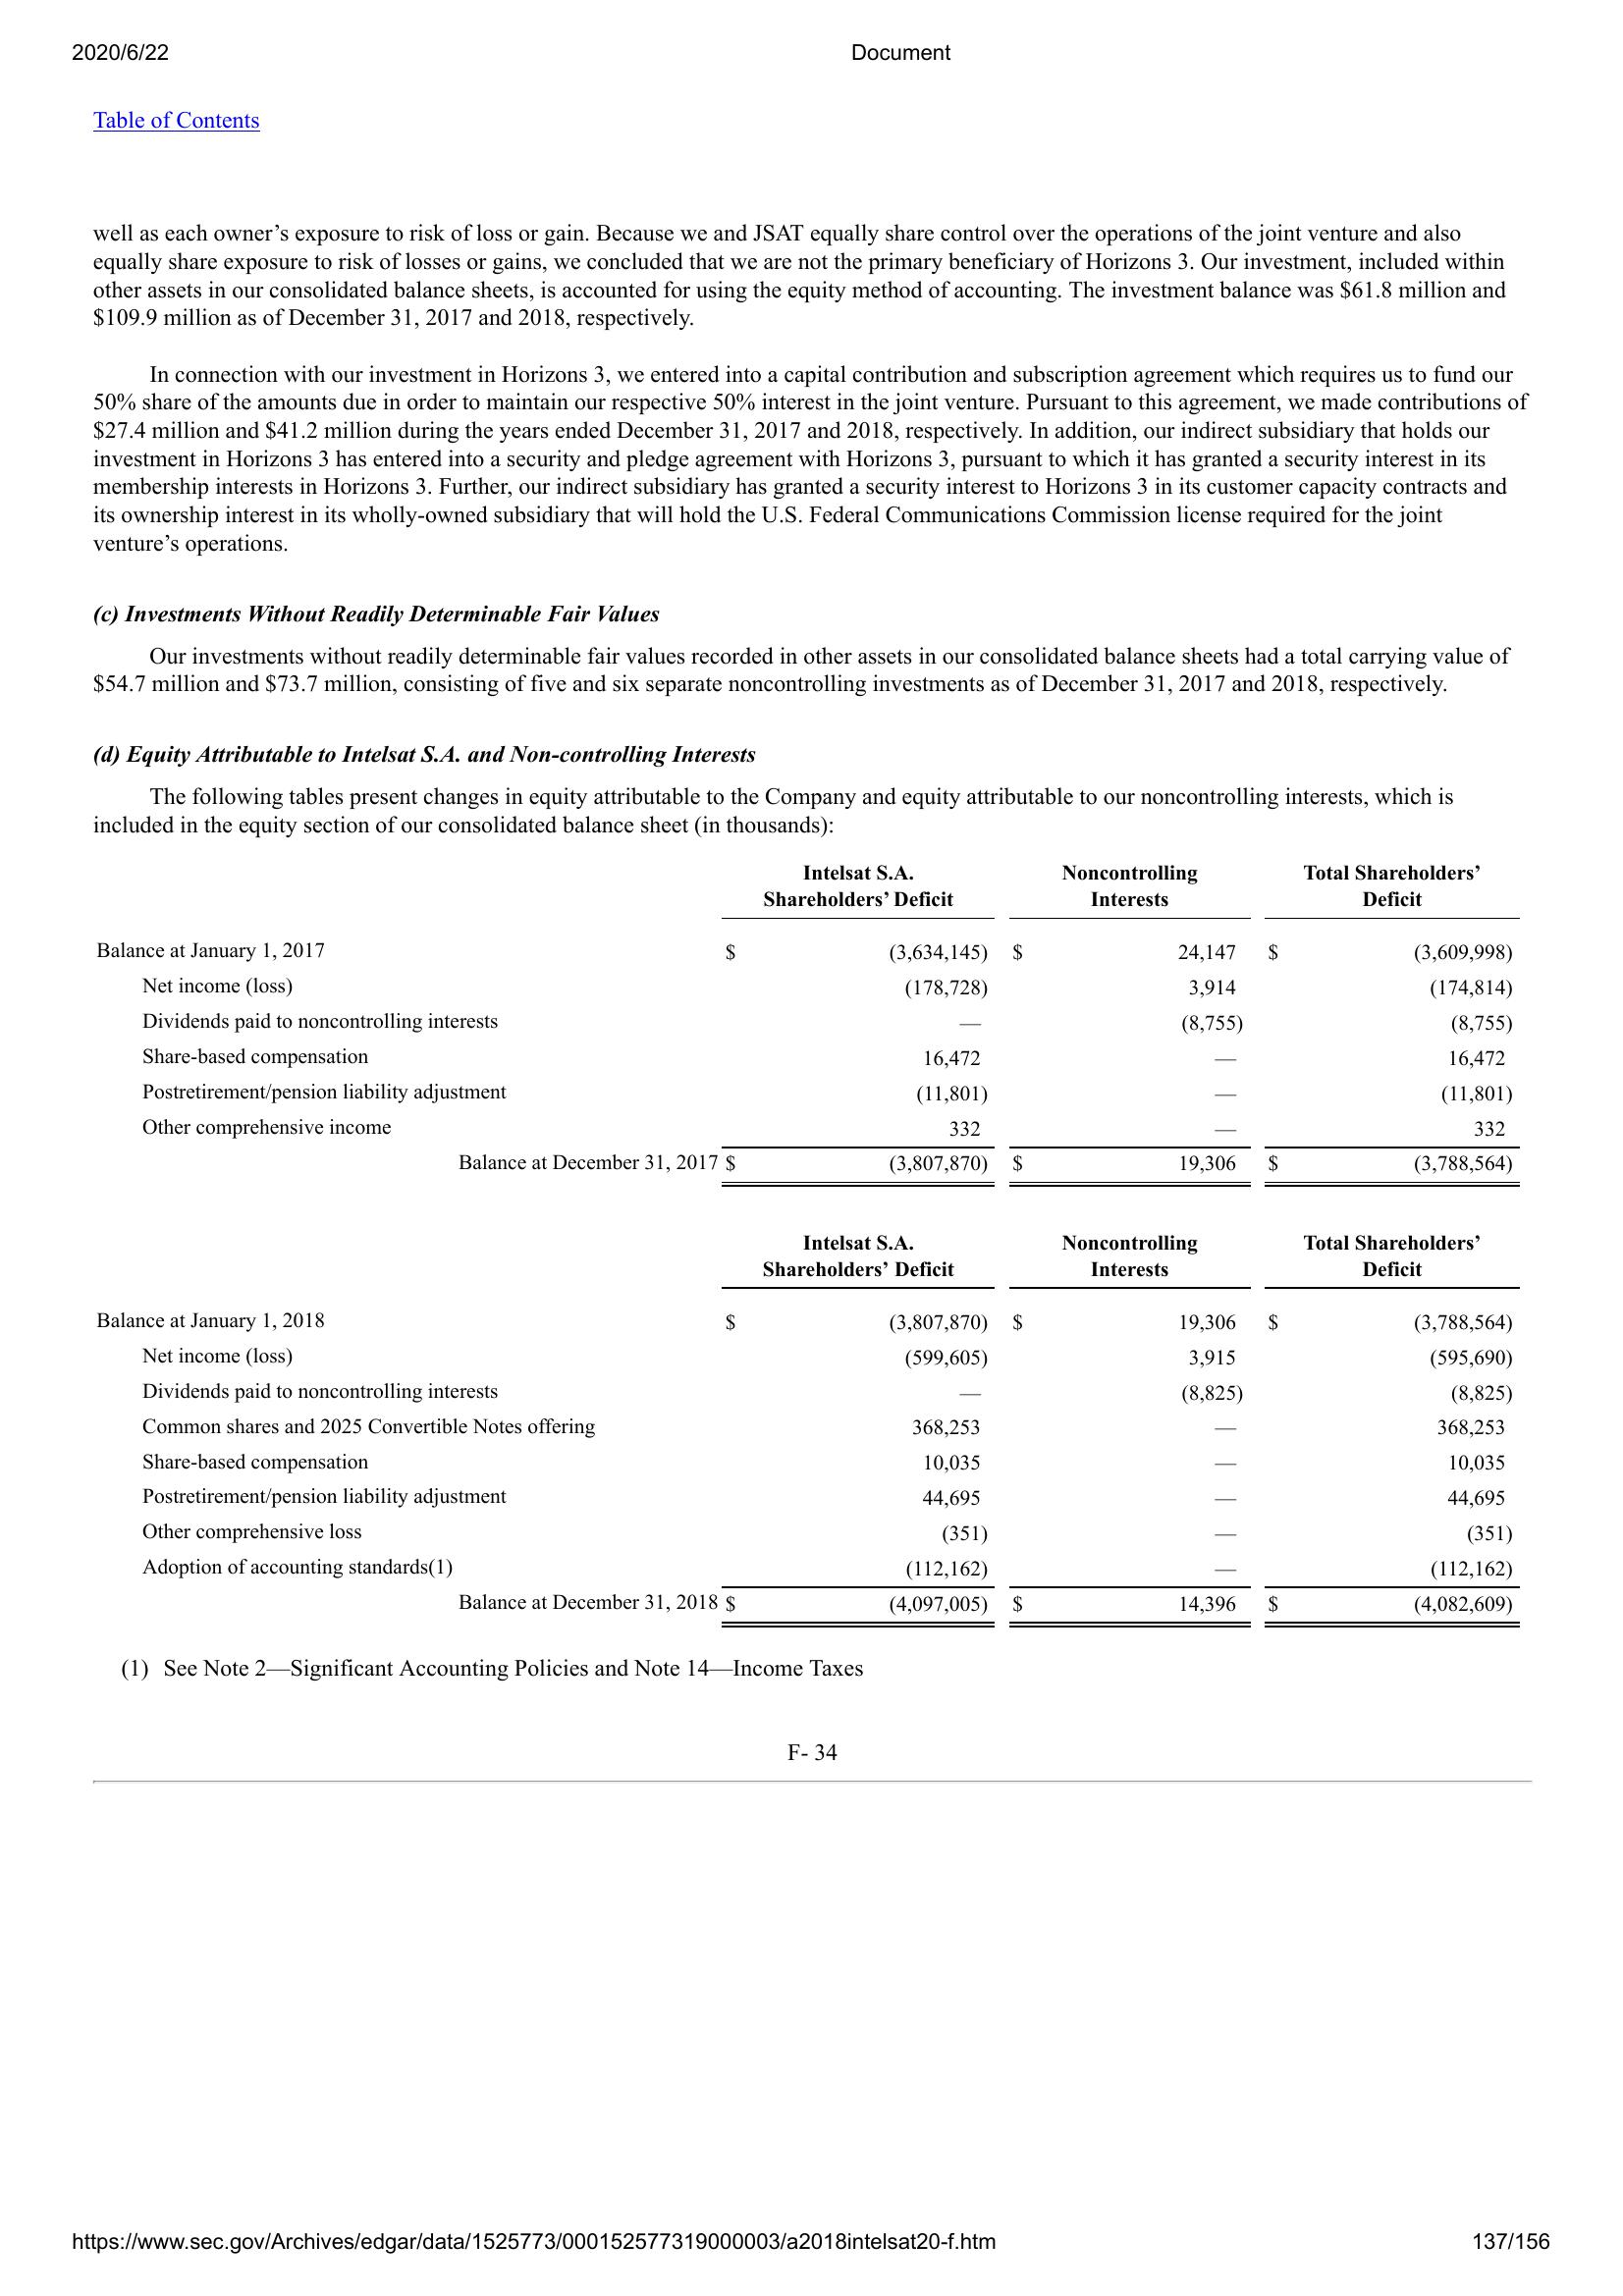 2020/6/22 Document
Table of Contents
well as each owner’s exposure to risk of loss or gain. Because we and JSAT equally share control over the operations of the joint venture and also
equally share exposure to risk of losses or gains, we concluded that we are not the primary beneficiary of Horizons 3. Our investment, included within
other assets in our consolidated balance sheets, is accounted for using the equity method of accounting. The investment balance was $61.8 million and
$109.9 million as of December 31, 2017 and 2018, respectively.
In connection with our investment in Horizons 3, we entered into a capital contribution and subscription agreement which requires us to fund our
50% share of the amounts due in order to maintain our respective 50% interest in the joint venture. Pursuant to this agreement, we made contributions of
$27.4 million and $41.2 million during the years ended December 31, 2017 and 2018, respectively. In addition, our indirect subsidiary that holds our
investment in Horizons 3 has entered into a security and pledge agreement with Horizons 3, pursuant to which it has granted a security interest in its
membership interests in Horizons 3. Further, our indirect subsidiary has granted a security interest to Horizons 3 in its customer capacity contracts and
its ownership interest in its wholly-owned subsidiary that will hold the U.S. Federal Communications Commission license required for the joint
venture’s operations.
(c) Investments Without Readily Determinable Fair Values
Our investments without readily determinable fair values recorded in other assets in our consolidated balance sheets had a total carrying value of
$54.7 million and $73.7 million, consisting of five and six separate noncontrolling investments as of December 31, 2017 and 2018, respectively.
(d) Equity Attributable to Intelsat S.A. and Non-controlling Interests
The following tables present changes in equity attributable to the Company and equity attributable to our noncontrolling interests, which is
included in the equity section of our consolidated balance sheet (in thousands):
Intelsat S.A. Noncontrolling Total Shareholders’
Shareholders’ Deficit Interests Deficit
Balance at January 1, 2017 $ (3,634,145) $ 24,147 $ (3,609,998)
Net income (loss) (178,728) 3,914 (174,814)
Dividends paid to noncontrolling interests — (8,755) (8,755)
Share-based compensation 16,472 — 16,472
Postretirement/pension liability adjustment (11,801) — (11,801)
Other comprehensive income 332 — 332
Balance at December 31, 2017 $ (3,807,870) $ 19,306 $ (3,788,564)
Intelsat S.A. Noncontrolling Total Shareholders’
Shareholders’ Deficit Interests Deficit
Balance at January 1, 2018 $ (3,807,870) $ 19,306 $ (3,788,564)
Net income (loss) (599,605) 3,915 (595,690)
Dividends paid to noncontrolling interests — (8,825) (8,825)
Common shares and 2025 Convertible Notes offering 368,253 — 368,253
Share-based compensation 10,035 — 10,035
Postretirement/pension liability adjustment 44,695 — 44,695
Other comprehensive loss (351) — (351)
Adoption of accounting standards(1) (112,162) — (112,162)
Balance at December 31, 2018 $ (4,097,005) $ 14,396 $ (4,082,609)
(1) See Note 2—Significant Accounting Policies and Note 14—Income Taxes
F- 34
https://www.sec.gov/Archives/edgar/data/1525773/000152577319000003/a2018intelsat20-f.htm 137/156